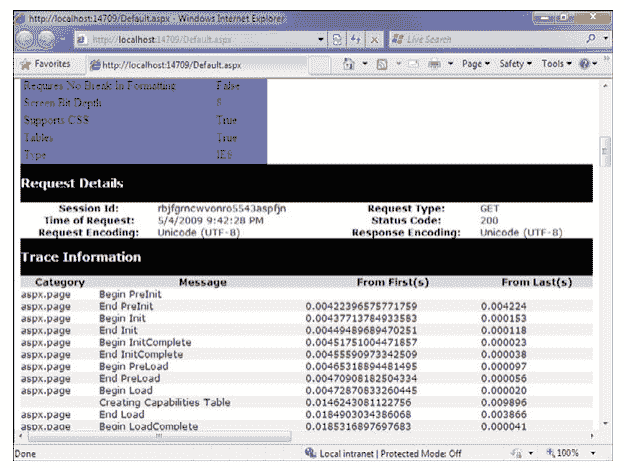 http://localhost:14709/Default.aspx - Windows Internet Explorer
http://localhost:14709/Default.aspx Live Search
Favorites http://localhost:14709/Default.aspx Page Safety Tools
Requires No Break In Formatting False
Screen Bit Depth 8
Supports CSS True
Tables True
Type IE8
Request Details
Session Id: rbjfgrncwvonro5543aspfjn Request Type: GET
Time of Request: 5/4/2009 9:42:28 PM Status Code: 200
Request Encoding: Unicode (UTF-8) Response Encoding: Unicode (UTF-8)
Trace Information
Category Message From First(s) From Last(s)
aspx.page Begin PreInit
aspx.page End PreInit 0.00422396575771759 0.004224
aspx.page Begin Init 0.00437713784933583 0.000153
aspx.page End Init 0.00449489689470251 0.000118
aspx.page Begin InitComplete 0.00451751004471857 0.000023
aspx.page End InitComplete 0.00455590973342509 0.000038
aspx.page Begin PreLoad 0.00465318894481495 0.000097
aspx.page End PreLoad 0.00470908182504334 0.000056
aspx.page Begin Load 0.00472870833260445 0.000020
Creating Capabilities Table 0.0146243081122756 0.009896
aspx.page End Load 0.0184903034386068 0.003866
aspx.page Begin LoadComplete 0.0185316897697683 0.000041
Done Local intranet | Protected Mode: Off 100%